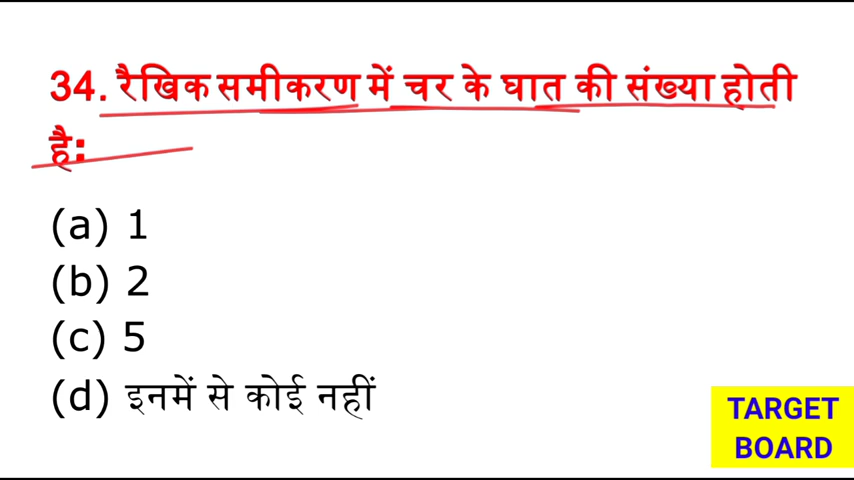 34. रैखिक समीकरण में चर के घात की संख्या होती
है:
(a) 1
(b) 2
(c) 5
(d) इनमें से कोई नहीं
TARGET
BOARD